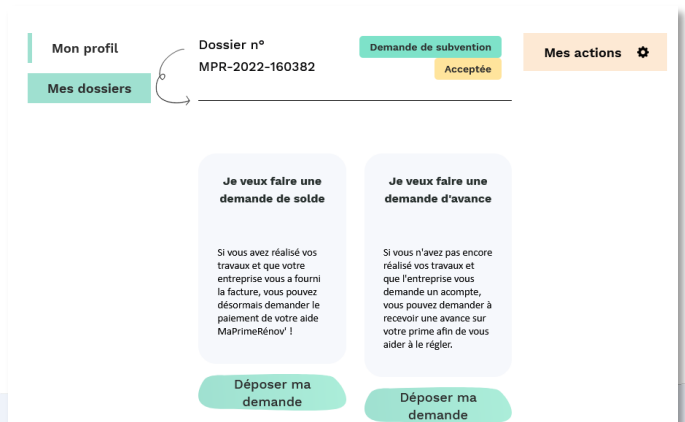 Mon profil
Mes dossiers
Dossier n°
MPR-2022-160382
Demande de subvention
Acceptée
Mes actions
Je veux faire une
demande de solde
Si vous avez réalisé vos
travaux et que votre
entreprise vous a fourni
la facture, vous pouvez
désormais demander le
paiement de votre aide
MaPrimeRénov' !
Déposer ma
demande
Je veux faire une
demande d'avance
Si vous n'avez pas encore
réalisé vos travaux et
que l'entreprise vous
demande un acompte,
vous pouvez demander à
recevoir une avance sur
votre prime afin de vous
aider à le régler.
Déposer ma
demande